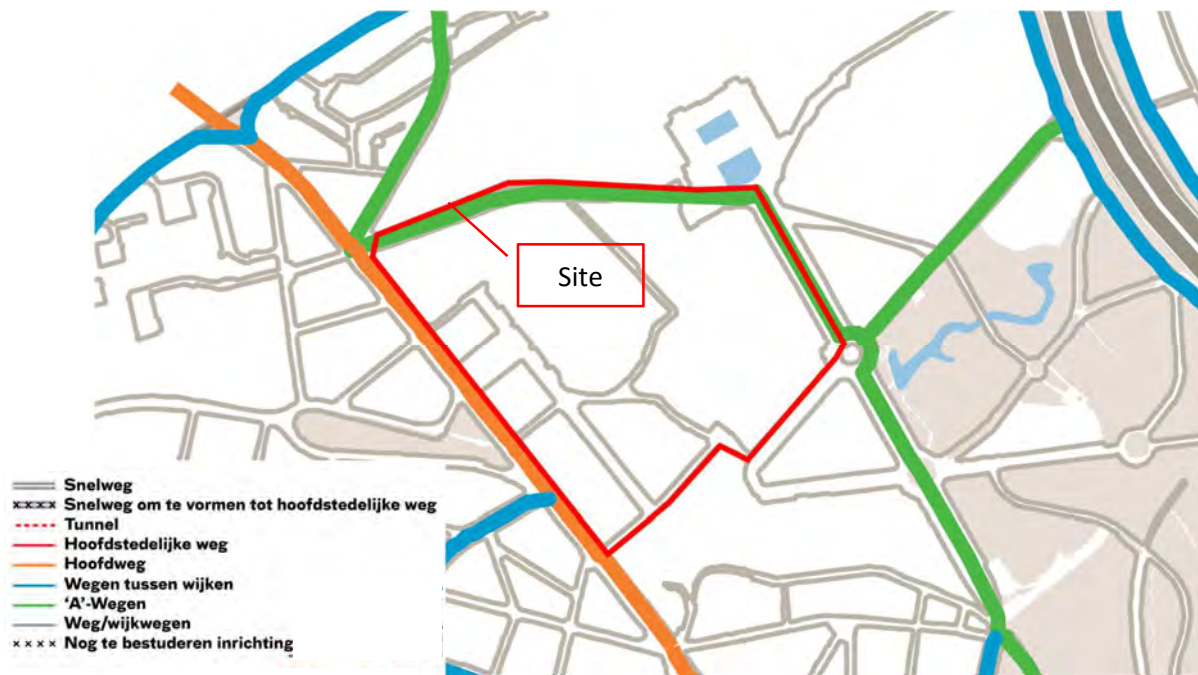 Site
Snelweg
Snelweg om te vormen tot hoofdstedelijke weg
Tunnel
Hoofdstedelijke weg
Hoofdweg
Wegen tussen wijken
'A'-Wegen
Weg/wijkwegen
Nog te bestuderen inrichting